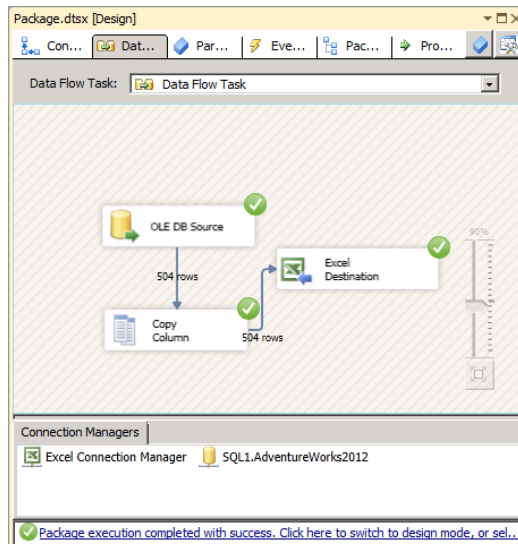 Package.dtsx [Design]
Con... Dat... Par... Eve... Pac... Pro...
Data Flow Task: Data Flow Task
OLE DB Source
90%
504 rows
Excel
Destination
Copy
Column
504 rows
Connection Managers
Excel Connection Manager SQL1.AdventureWorks2012
Package execution completed with success. Click here to switch to design mode, or sel...